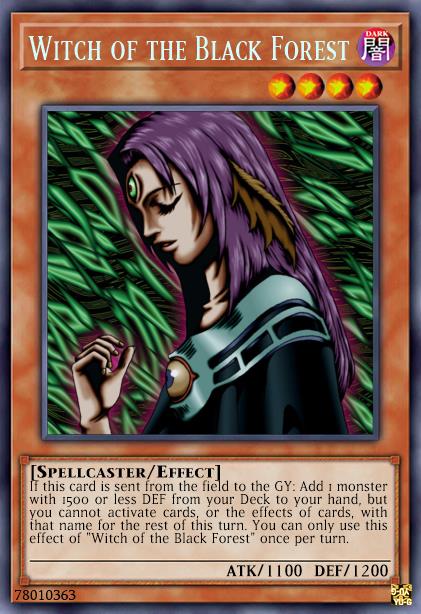 Witch of the Black Forest
DARK
闇
[Spellcaster/Effect]
If this card is sent from the field to the GY: Add 1 monster
with 1500 or less DEF from your Deck to your hand, but
you cannot activate cards, or the effects of cards, with
that name for the rest of this turn. You can only use this
effect of "Witch of the Black Forest" once per turn.
ATK/1100 DEF/1200
78010363